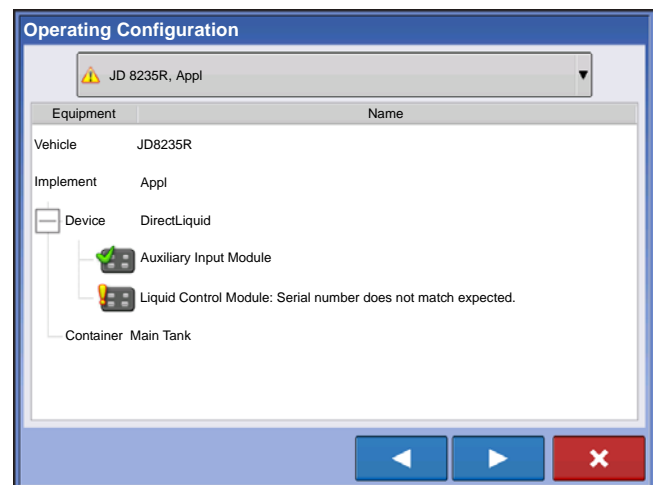 Operating Configuration
JD 8235R, Appl
Equipment Name
Vehicle JD8235R
Implement Appl
Device DirectLiquid
Auxiliary Input Module
Liquid Control Module: Serial number does not match expected.
Container Main Tank